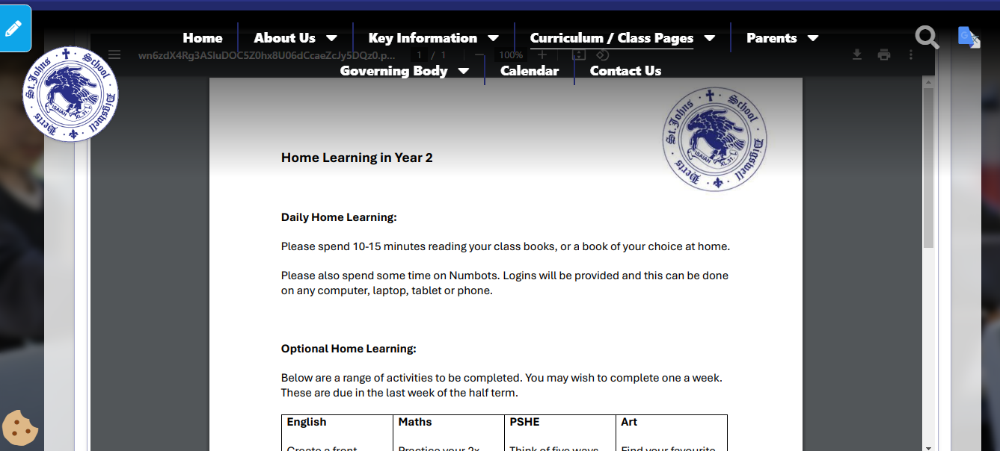 Home About Us Key Information Curriculum / Class Pages Parents
wn6zdX4Rg3ASluDOC5Z0hx8U06dCcaeZcJy5DQz0.p... 1 / 1 100%
Governing Body Calendar Contact Us
St. Johns School Digswell Herts
ISAIAH XL.31.
St. Johns School Digswell Herts
ISAIAH XL.31.
Home Learning in Year 2
Daily Home Learning:
Please spend 10-15 minutes reading your class books, or a book of your choice at home.
Please also spend some time on Numbots. Logins will be provided and this can be done
on any computer, laptop, tablet or phone.
Optional Home Learning:
Below are a range of activities to be completed. You may wish to complete one a week.
These are due in the last week of the half term.
English Maths PSHE Art
Create a front Practice your 2x Think of five ways Find your favourite